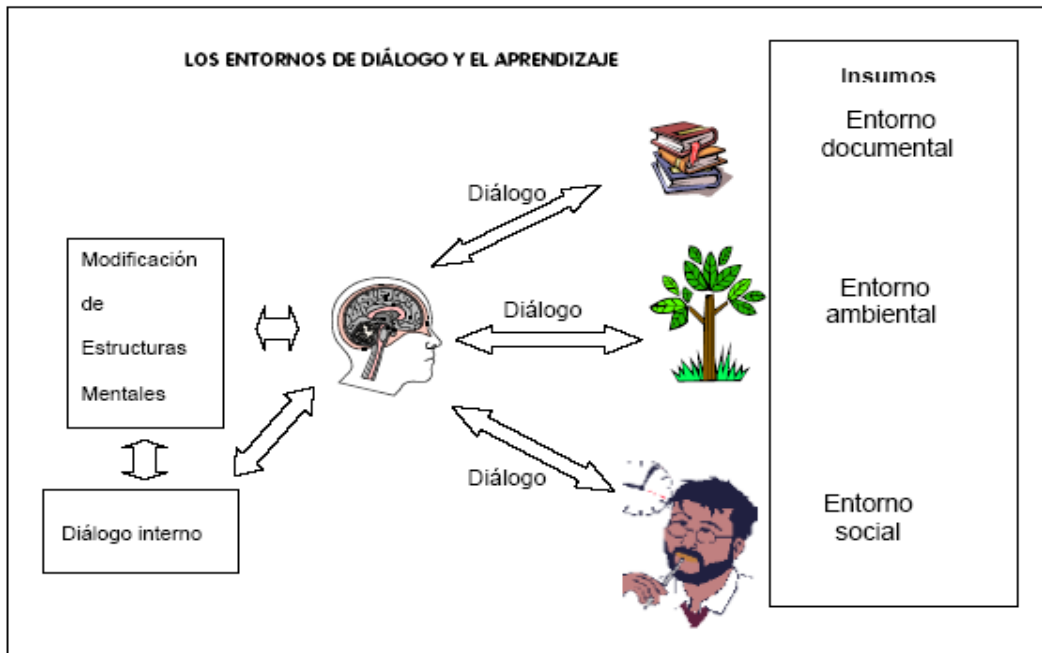 LOS ENTORNOS DE DIÁLOGO Y EL APRENDIZAJE
Insumos
Entorno
documental
Diálogo
Modificación
de
Estructuras
Mentales
Diálogo
Entorno
ambiental
Diálogo
Entorno
social
Diálogo interno